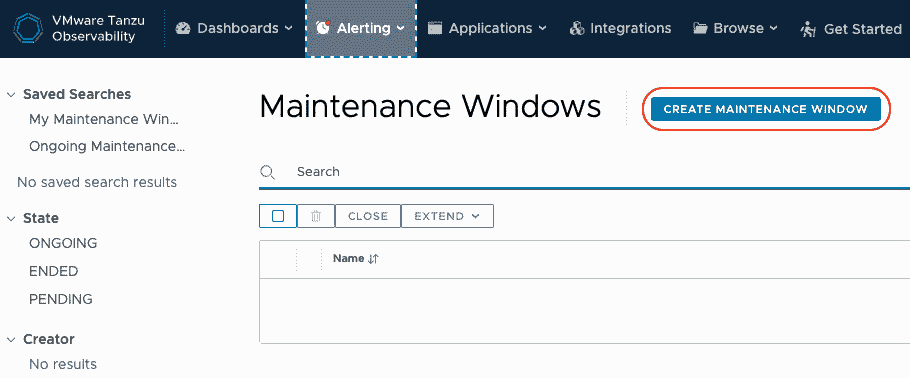 VMware Tanzu
Observability
Dashboards
Alerting
Applications
Integrations
Browse
Get Started
Saved Searches
My Maintenance Win...
Ongoing Maintenance...
No saved search results
State
ONGOING
ENDED
PENDING
Creator
No results
Maintenance Windows
CREATE MAINTENANCE WINDOW
Search
CLOSE
EXTEND
Name